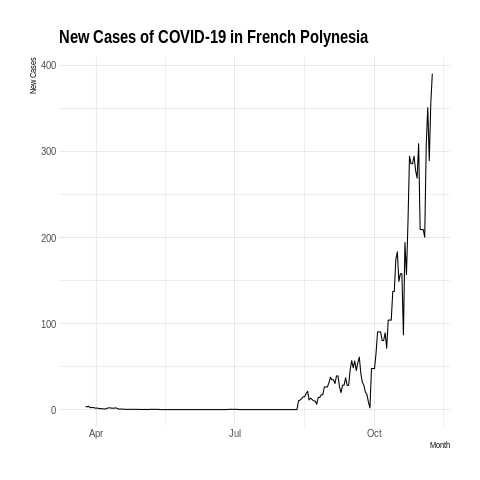 New Cases of COVID-19 in French Polynesia
New Cases
400
300
200
100
0
Apr
Jul
Oct
Month